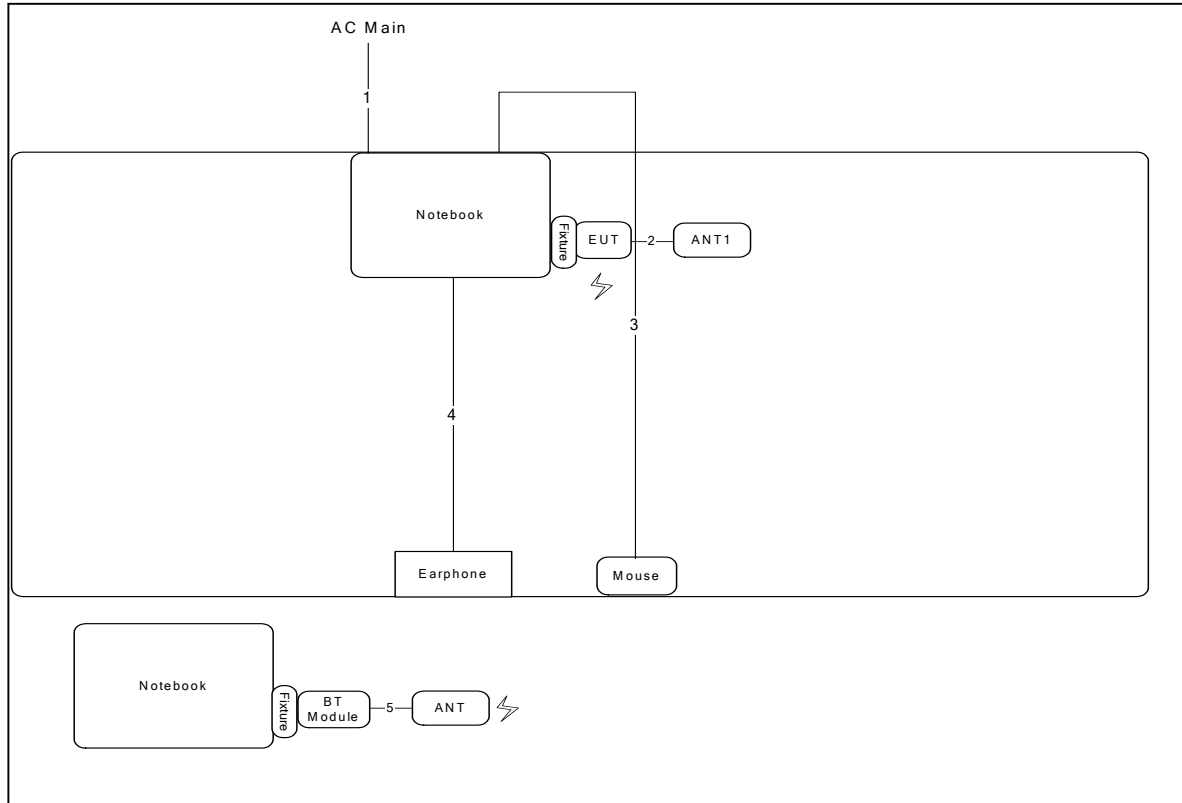 AC Main
1
Notebook
Fixture
EUT
2
ANT1
3
4
Earphone
Mouse
Notebook
Fixture
BT
Module
5
ANT